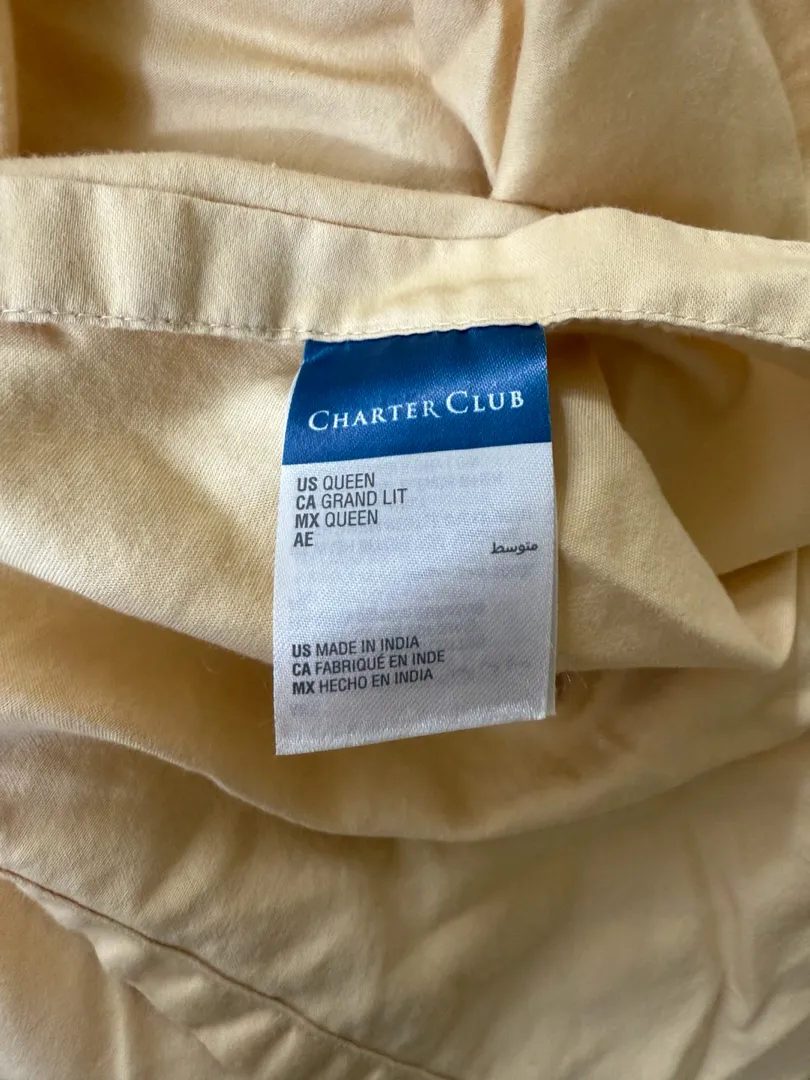 CHARTER CLUB
US QUEEN
CA GRAND LIT
MX QUEEN
AE
متوسط
US MADE IN INDIA
CA FABRIQUÉ EN INDE
MX HECHO EN INDIA